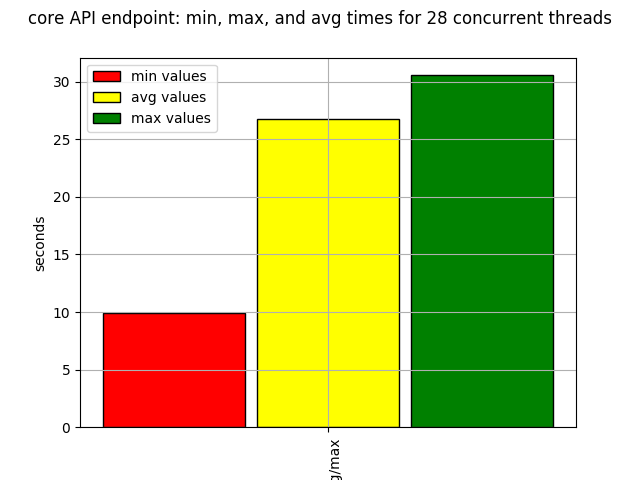 core API endpoint: min, max, and avg times for 28 concurrent threads
min values
avg values
max values
30
25
20
15
10
5
0
seconds
g/max